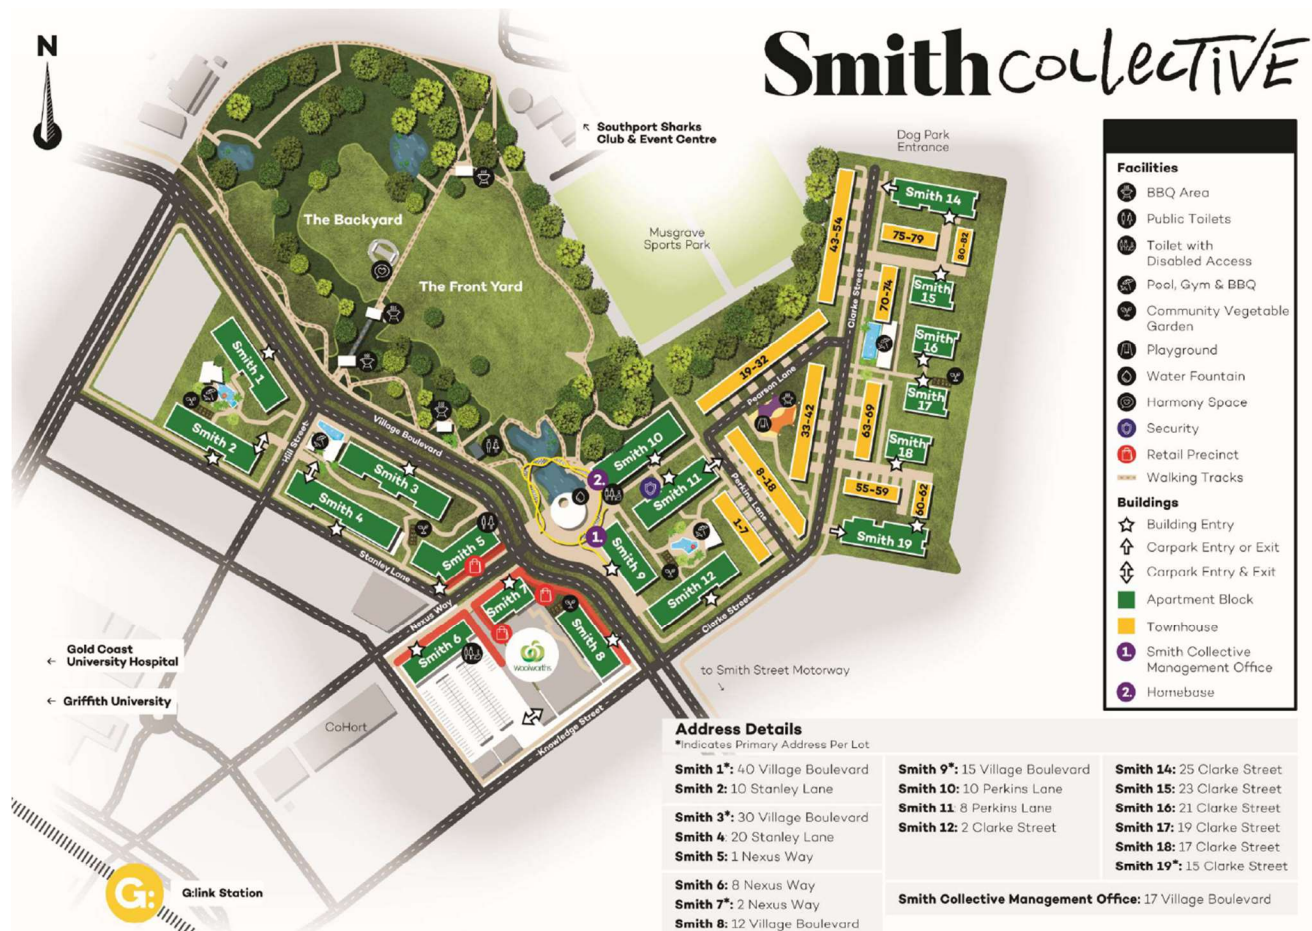 Smith COLLECTIVE
N
Southport Sharks
Club & Event Centre
Dog Park
Entrance
The Backyard
The Front Yard
Musgrave
Sports Park
43-54
Clarke Street
Smith 14
75-79
80-82
70-74
Smith
15
Smith
16
Smith
17
63-69
Smith
18
55-59
60-62
Smith 19
19-32
Pearson Lane
33-42
8-18
Perkins Lane
1-7
Smith 1
Smith 2
Hill Street
Village Boulevard
Smith 3
Smith 4
Stanley Lane
Smith 5
Nexus Way
Smith 10
2.
Smith 11
1.
Smith 9
Smith 12
Clarke Street
Smith 7
Smith 6
woolworths
Smith 8
Knowledge Street
to Smith Street Motorway
Gold Coast
University Hospital
Griffith University
CoHort
G:
G:link Station
Facilities
BBQ Area
Public Toilets
Toilet with
Disabled Access
Pool, Gym & BBQ
Community Vegetable
Garden
Playground
Water Fountain
Harmony Space
Security
Retail Precinct
Walking Tracks
Buildings
Building Entry
Carpark Entry or Exit
Carpark Entry & Exit
Apartment Block
Townhouse
1. Smith Collective
Management Office
2. Homebase
Address Details
*Indicates Primary Address Per Lot
Smith 1*: 40 Village Boulevard
Smith 2: 10 Stanley Lane
Smith 3*: 30 Village Boulevard
Smith 4: 20 Stanley Lane
Smith 5: 1 Nexus Way
Smith 6: 8 Nexus Way
Smith 7*: 2 Nexus Way
Smith 8: 12 Village Boulevard
Smith 9*: 15 Village Boulevard
Smith 10: 10 Perkins Lane
Smith 11: 8 Perkins Lane
Smith 12: 2 Clarke Street
Smith 14: 25 Clarke Street
Smith 15: 23 Clarke Street
Smith 16: 21 Clarke Street
Smith 17: 19 Clarke Street
Smith 18: 17 Clarke Street
Smith 19*: 15 Clarke Street
Smith Collective Management Office: 17 Village Boulevard